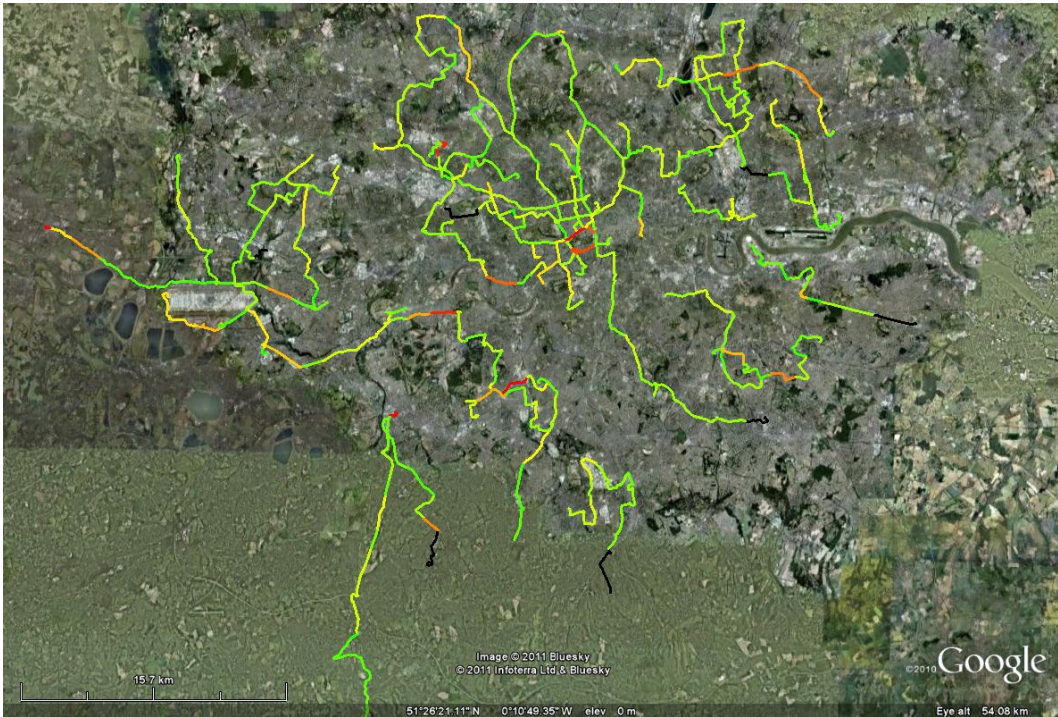 Image © 2011 Bluesky
© 2011 Infoterra Ltd & Bluesky
©2010 Google
15.7 km
51°26'21.11" N 0°10'49.35" W elev 0 m
Eye alt 54.08 km